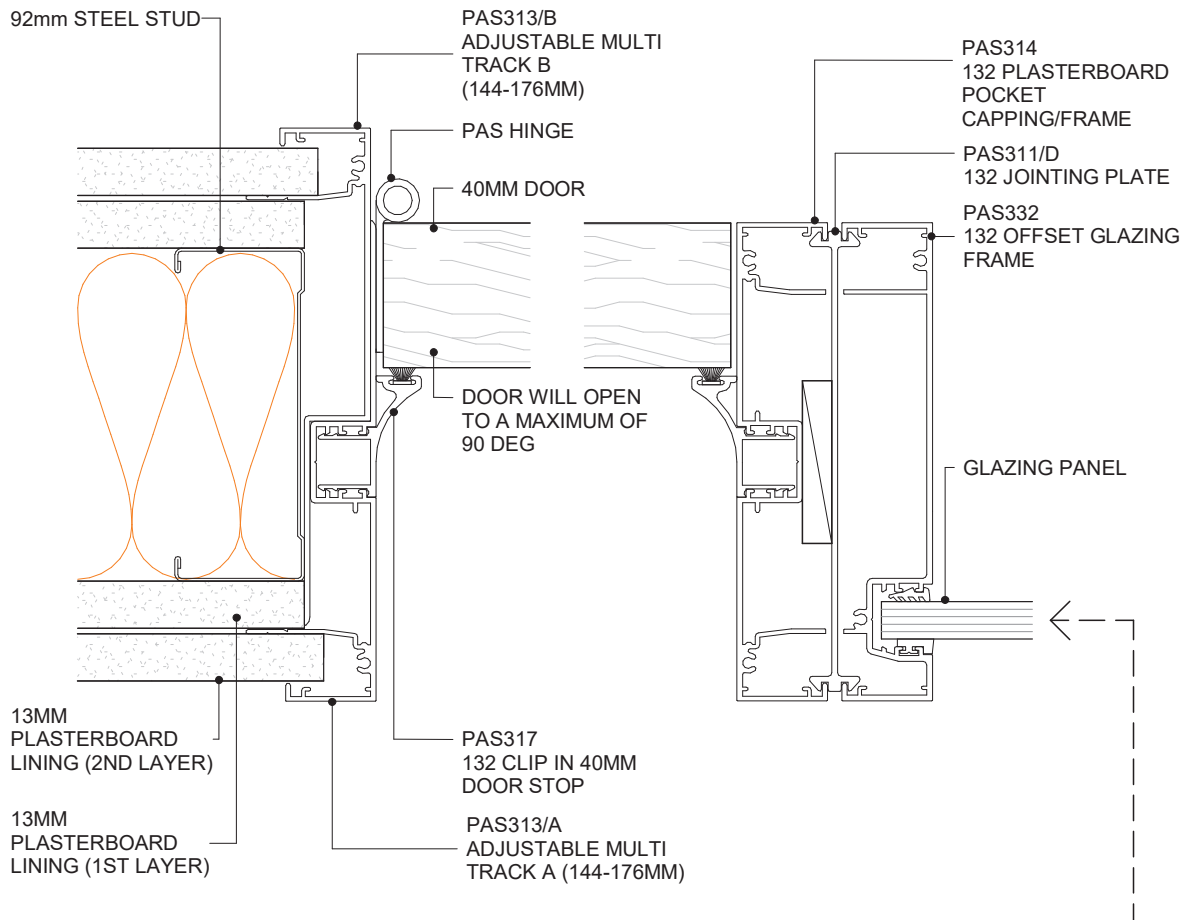 92mm STEEL STUD
PAS313/B
ADJUSTABLE MULTI
TRACK B
(144-176MM)
PAS HINGE
40MM DOOR
DOOR WILL OPEN
TO A MAXIMUM OF
90 DEG
PAS314
132 PLASTERBOARD
POCKET
CAPPING/FRAME
PAS311/D
132 JOINTING PLATE
PAS332
132 OFFSET GLAZING
FRAME
GLAZING PANEL
13MM
PLASTERBOARD
LINING (2ND LAYER)
13MM
PLASTERBOARD
LINING (1ST LAYER)
PAS317
132 CLIP IN 40MM
DOOR STOP
PAS313/A
ADJUSTABLE MULTI
TRACK A (144-176MM)